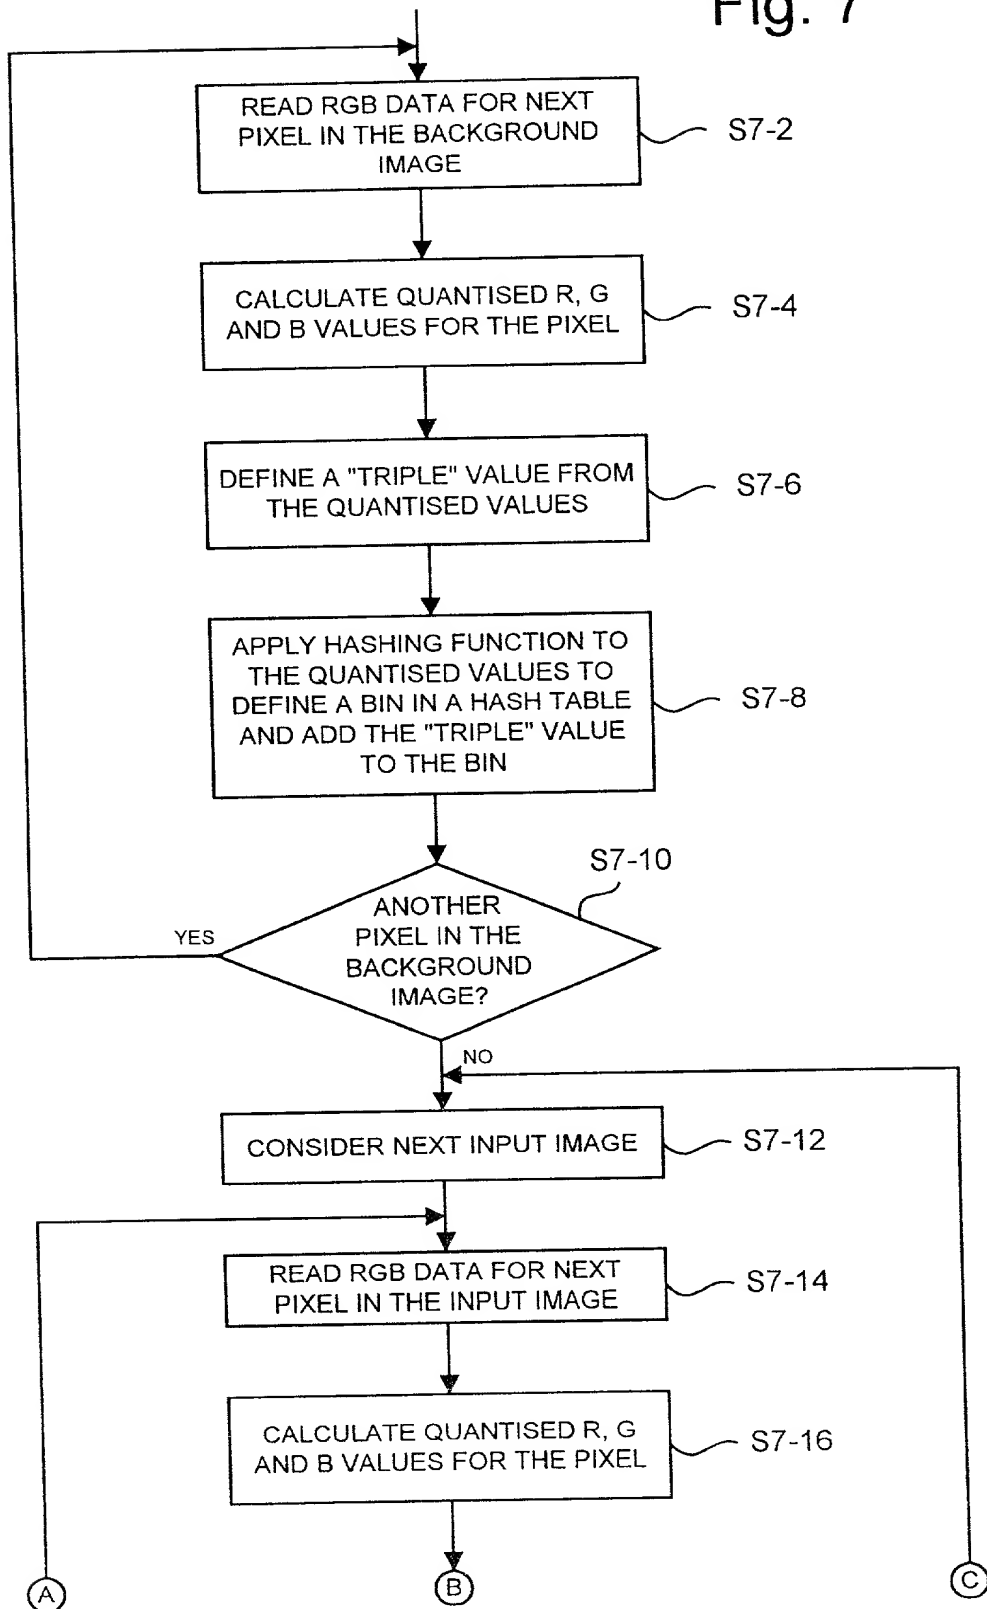 Fig. 7
READ RGB DATA FOR NEXT
PIXEL IN THE BACKGROUND
IMAGE
S7-2
CALCULATE QUANTISED R, G
AND B VALUES FOR THE PIXEL
S7-4
DEFINE A "TRIPLE" VALUE FROM
THE QUANTISED VALUES
S7-6
APPLY HASHING FUNCTION TO
THE QUANTISED VALUES TO
DEFINE A BIN IN A HASH TABLE
AND ADD THE "TRIPLE" VALUE
TO THE BIN
S7-8
S7-10
ANOTHER
PIXEL IN THE
BACKGROUND
IMAGE?
YES
NO
CONSIDER NEXT INPUT IMAGE
S7-12
READ RGB DATA FOR NEXT
PIXEL IN THE INPUT IMAGE
S7-14
CALCULATE QUANTISED R, G
AND B VALUES FOR THE PIXEL
S7-16
A
B
C